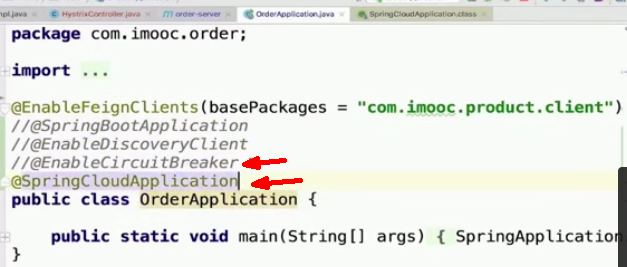 mpl.java HystrixController.java order-server OrderApplication.java SpringCloudApplication.class
package com.imooc.order;
import ...
@EnableFeignClients(basePackages = "com.imooc.product.client")
//@SpringBootApplication
//@EnableDiscoveryClient
//@EnableCircuitBreaker
@SpringCloudApplication
public class OrderApplication {
public static void main(String[] args) { SpringApplication
}